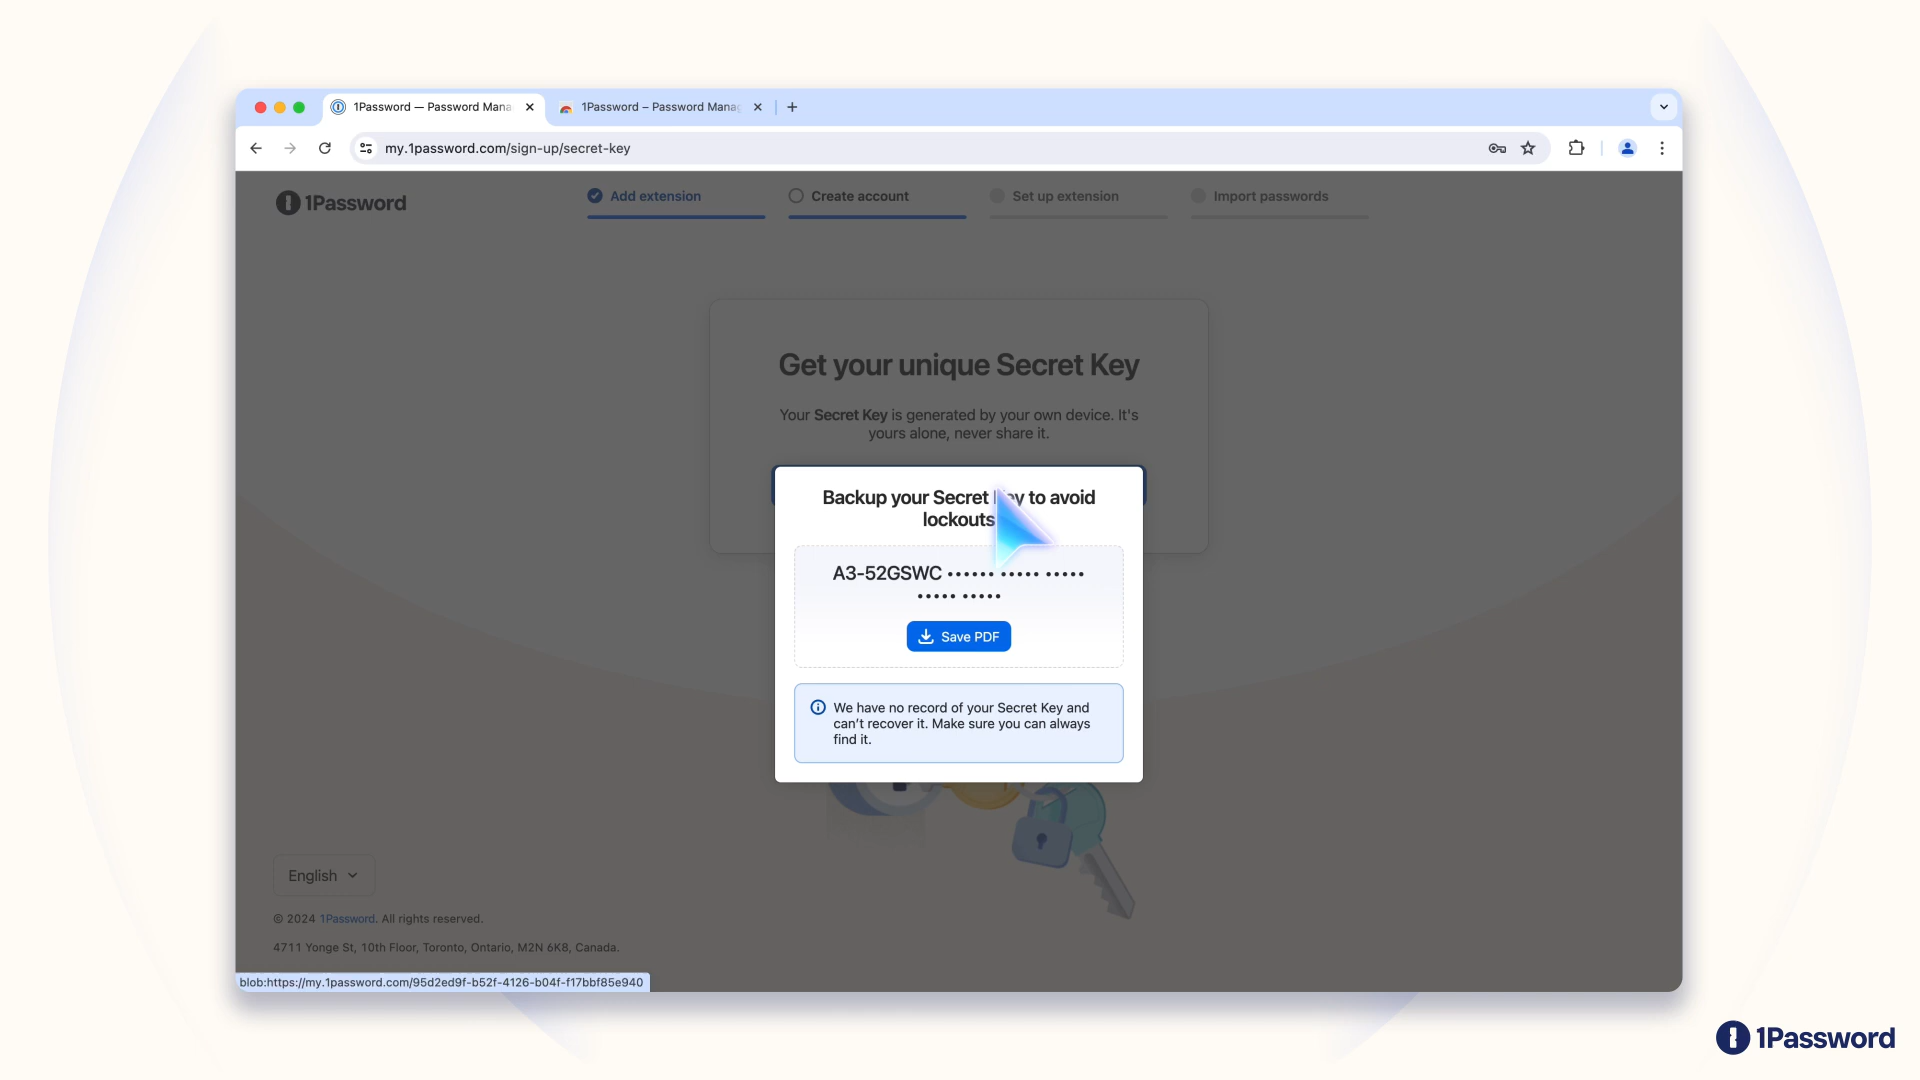 1Password — Password Mana
1Password – Password Manag
my.1password.com/sign-up/secret-key
1Password
Add extension
Create account
Set up extension
Import passwords
Get your unique Secret Key
Your Secret Key is generated by your own device. It's
yours alone, never share it.
Backup your Secret Key to avoid
lockouts
A3-52GSWC •••••• ••••• •••••
••••• •••••
Save PDF
We have no record of your Secret Key and
can’t recover it. Make sure you can always
find it.
English
© 2024 1Password. All rights reserved.
4711 Yonge St, 10th Floor, Toronto, Ontario, M2N 6K8, Canada.
blob:https://my.1password.com/95d2ed9f-b52f-4126-b04f-f17bbf85e940
1Password